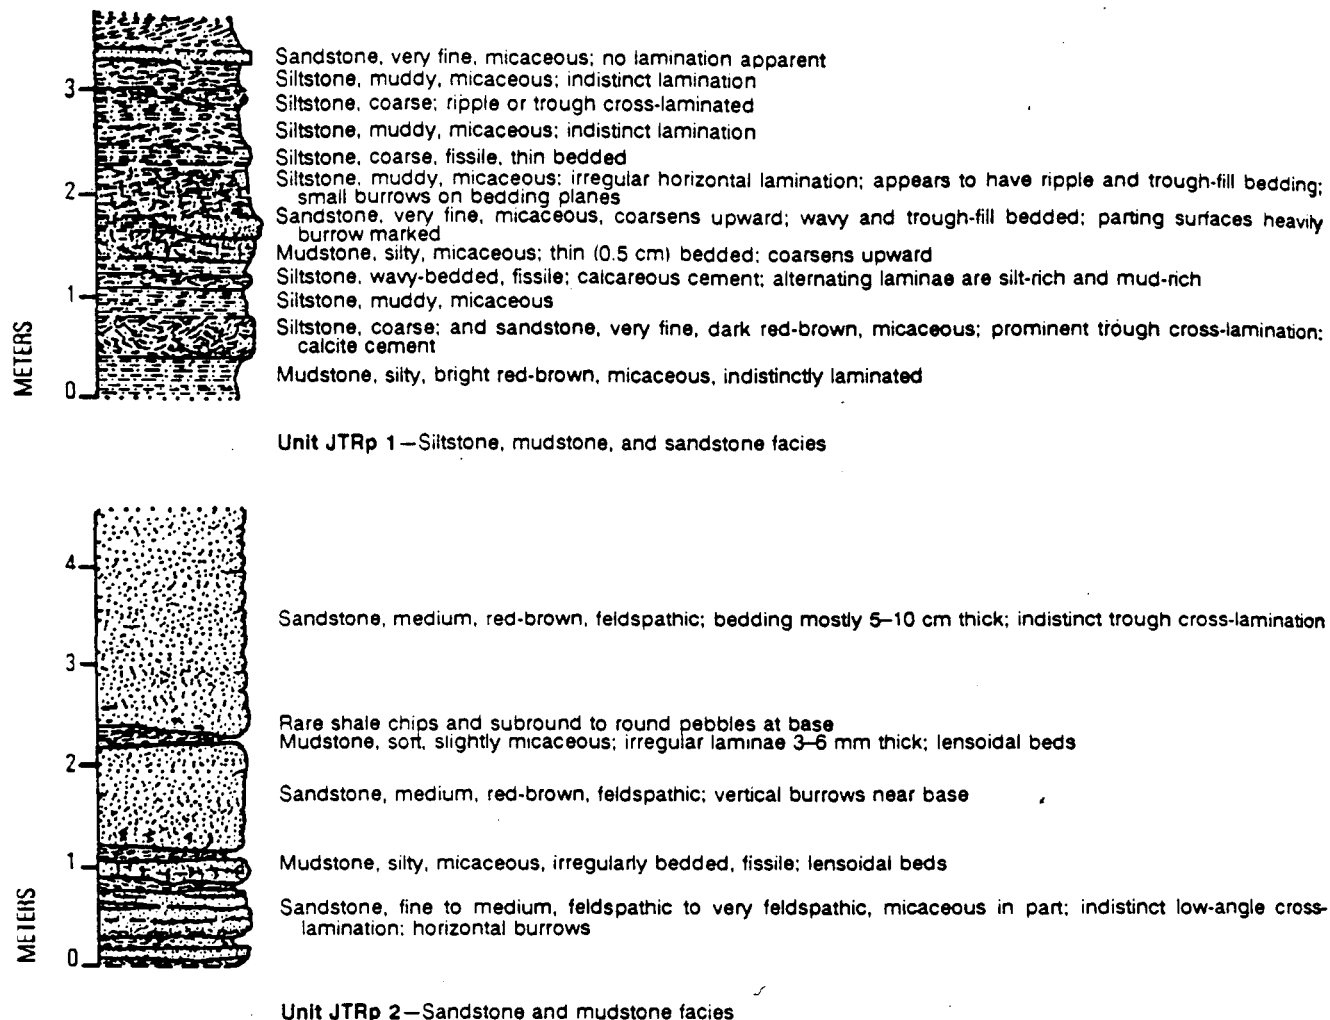 Sandstone, very fine, micaceous; no lamination apparent
Siltstone, muddy, micaceous; indistinct lamination
3
Siltstone, coarse; ripple or trough cross-laminated
Siltstone, muddy, micaceous; indistinct lamination
Siltstone, coarse, fissile, thin bedded
Siltstone, muddy, micaceous; irregular horizontal lamination; appears to have ripple and trough-fill bedding;
2
small burrows on bedding planes
Sandstone, very fine, micaceous, coarsens upward; wavy and trough-fill bedded; parting surfaces heavily
burrow marked
Mudstone, silty, micaceous; thin (0.5 cm) bedded; coarsens upward
Siltstone, wavy-bedded, fissile; calcareous cement; alternating laminae are silt-rich and mud-rich
1
Siltstone, muddy, micaceous
Siltstone, coarse; and sandstone, very fine, dark red-brown, micaceous; prominent trough cross-lamination;
calcite cement
METERS
Mudstone, silty, bright red-brown, micaceous, indistinctly laminated
0
Unit JTRp 1—Siltstone, mudstone, and sandstone facies
4
Sandstone, medium, red-brown, feldspathic; bedding mostly 5–10 cm thick; indistinct trough cross-lamination
3
Rare shale chips and subround to round pebbles at base
Mudstone, sort, slightly micaceous; irregular laminae 3–6 mm thick; lensoidal beds
2
Sandstone, medium, red-brown, feldspathic; vertical burrows near base
1
Mudstone, silty, micaceous, irregularly bedded, fissile; lensoidal beds
Sandstone, fine to medium, feldspathic to very feldspathic, micaceous in part; indistinct low-angle cross-
lamination; horizontal burrows
METERS
0
Unit JTRp 2—Sandstone and mudstone facies